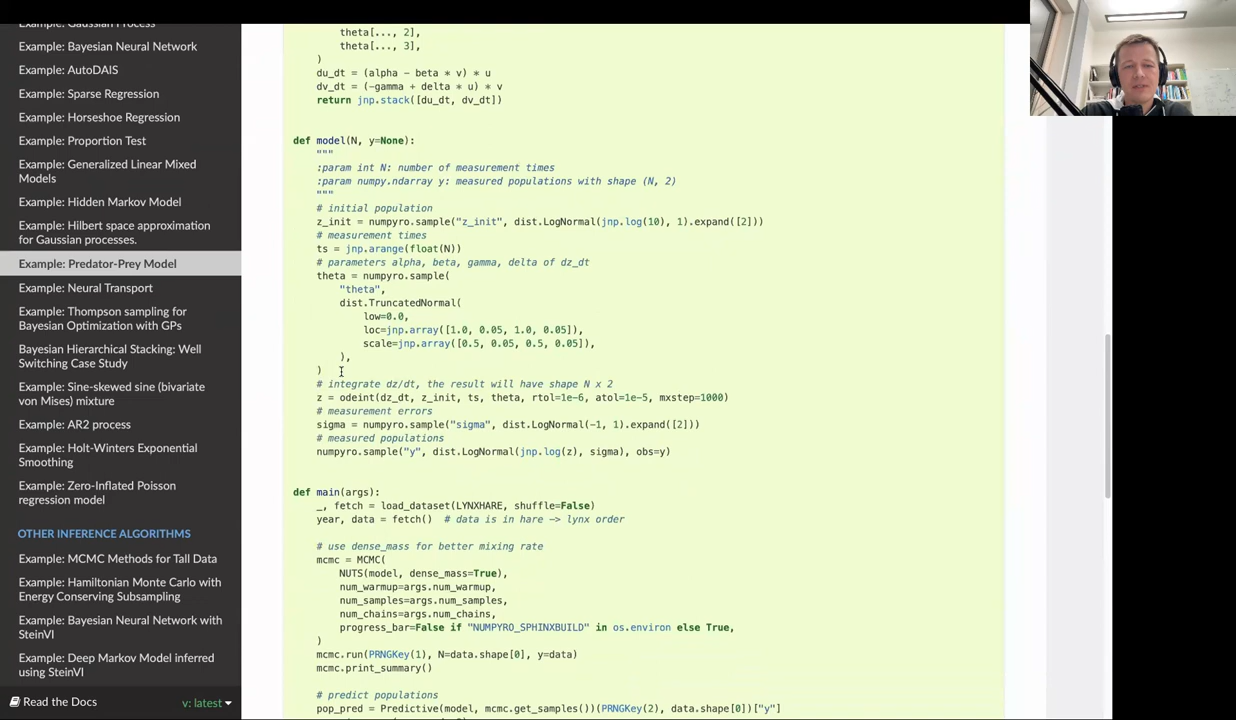 Example: Gaussian Process
Example: Bayesian Neural Network
Example: AutoDAIS
Example: Sparse Regression
Example: Horseshoe Regression
Example: Proportion Test
Example: Generalized Linear Mixed
Models
Example: Hidden Markov Model
Example: Hilbert space approximation
for Gaussian processes.
Example: Predator-Prey Model
Example: Neural Transport
Example: Thompson sampling for
Bayesian Optimization with GPs
Bayesian Hierarchical Stacking: Well
Switching Case Study
Example: Sine-skewed sine (bivariate
von Mises) mixture
Example: AR2 process
Example: Holt-Winters Exponential
Smoothing
Example: Zero-Inflated Poisson
regression model
OTHER INFERENCE ALGORITHMS
Example: MCMC Methods for Tall Data
Example: Hamiltonian Monte Carlo with
Energy Conserving Subsampling
Example: Bayesian Neural Network with
SteinVI
Example: Deep Markov Model inferred
using SteinVI
Read the Docs
v: latest
theta[..., 2],
theta[..., 3],
)
du_dt = (alpha - beta * v) * u
dv_dt = (-gamma + delta * u) * v
return jnp.stack([du_dt, dv_dt])
def model(N, y=None):
"""
:param int N: number of measurement times
:param numpy.ndarray y: measured populations with shape (N, 2)
"""
# initial population
z_init = numpyro.sample("z_init", dist.LogNormal(jnp.log(10), 1).expand([2]))
# measurement times
ts = jnp.arange(float(N))
# parameters alpha, beta, gamma, delta of dz_dt
theta = numpyro.sample(
"theta",
dist.TruncatedNormal(
low=0.0,
loc=jnp.array([1.0, 0.05, 1.0, 0.05]),
scale=jnp.array([0.5, 0.05, 0.5, 0.05]),
),
)
# integrate dz/dt, the result will have shape N x 2
z = odeint(dz_dt, z_init, ts, theta, rtol=1e-6, atol=1e-5, mxstep=1000)
# measurement errors
sigma = numpyro.sample("sigma", dist.LogNormal(-1, 1).expand([2]))
# measured populations
numpyro.sample("y", dist.LogNormal(jnp.log(z), sigma), obs=y)
def main(args):
_, fetch = load_dataset(LYNXHARE, shuffle=False)
year, data = fetch()  # data is in hare -> lynx order
# use dense_mass for better mixing rate
mcmc = MCMC(
NUTS(model, dense_mass=True),
num_warmup=args.num_warmup,
num_samples=args.num_samples,
num_chains=args.num_chains,
progress_bar=False if "NUMPYRO_SPHINXBUILD" in os.environ else True,
)
mcmc.run(PRNGKey(1), N=data.shape[0], y=data)
mcmc.print_summary()
# predict populations
pop_pred = Predictive(model, mcmc.get_samples())(PRNGKey(2), data.shape[0])["y"]